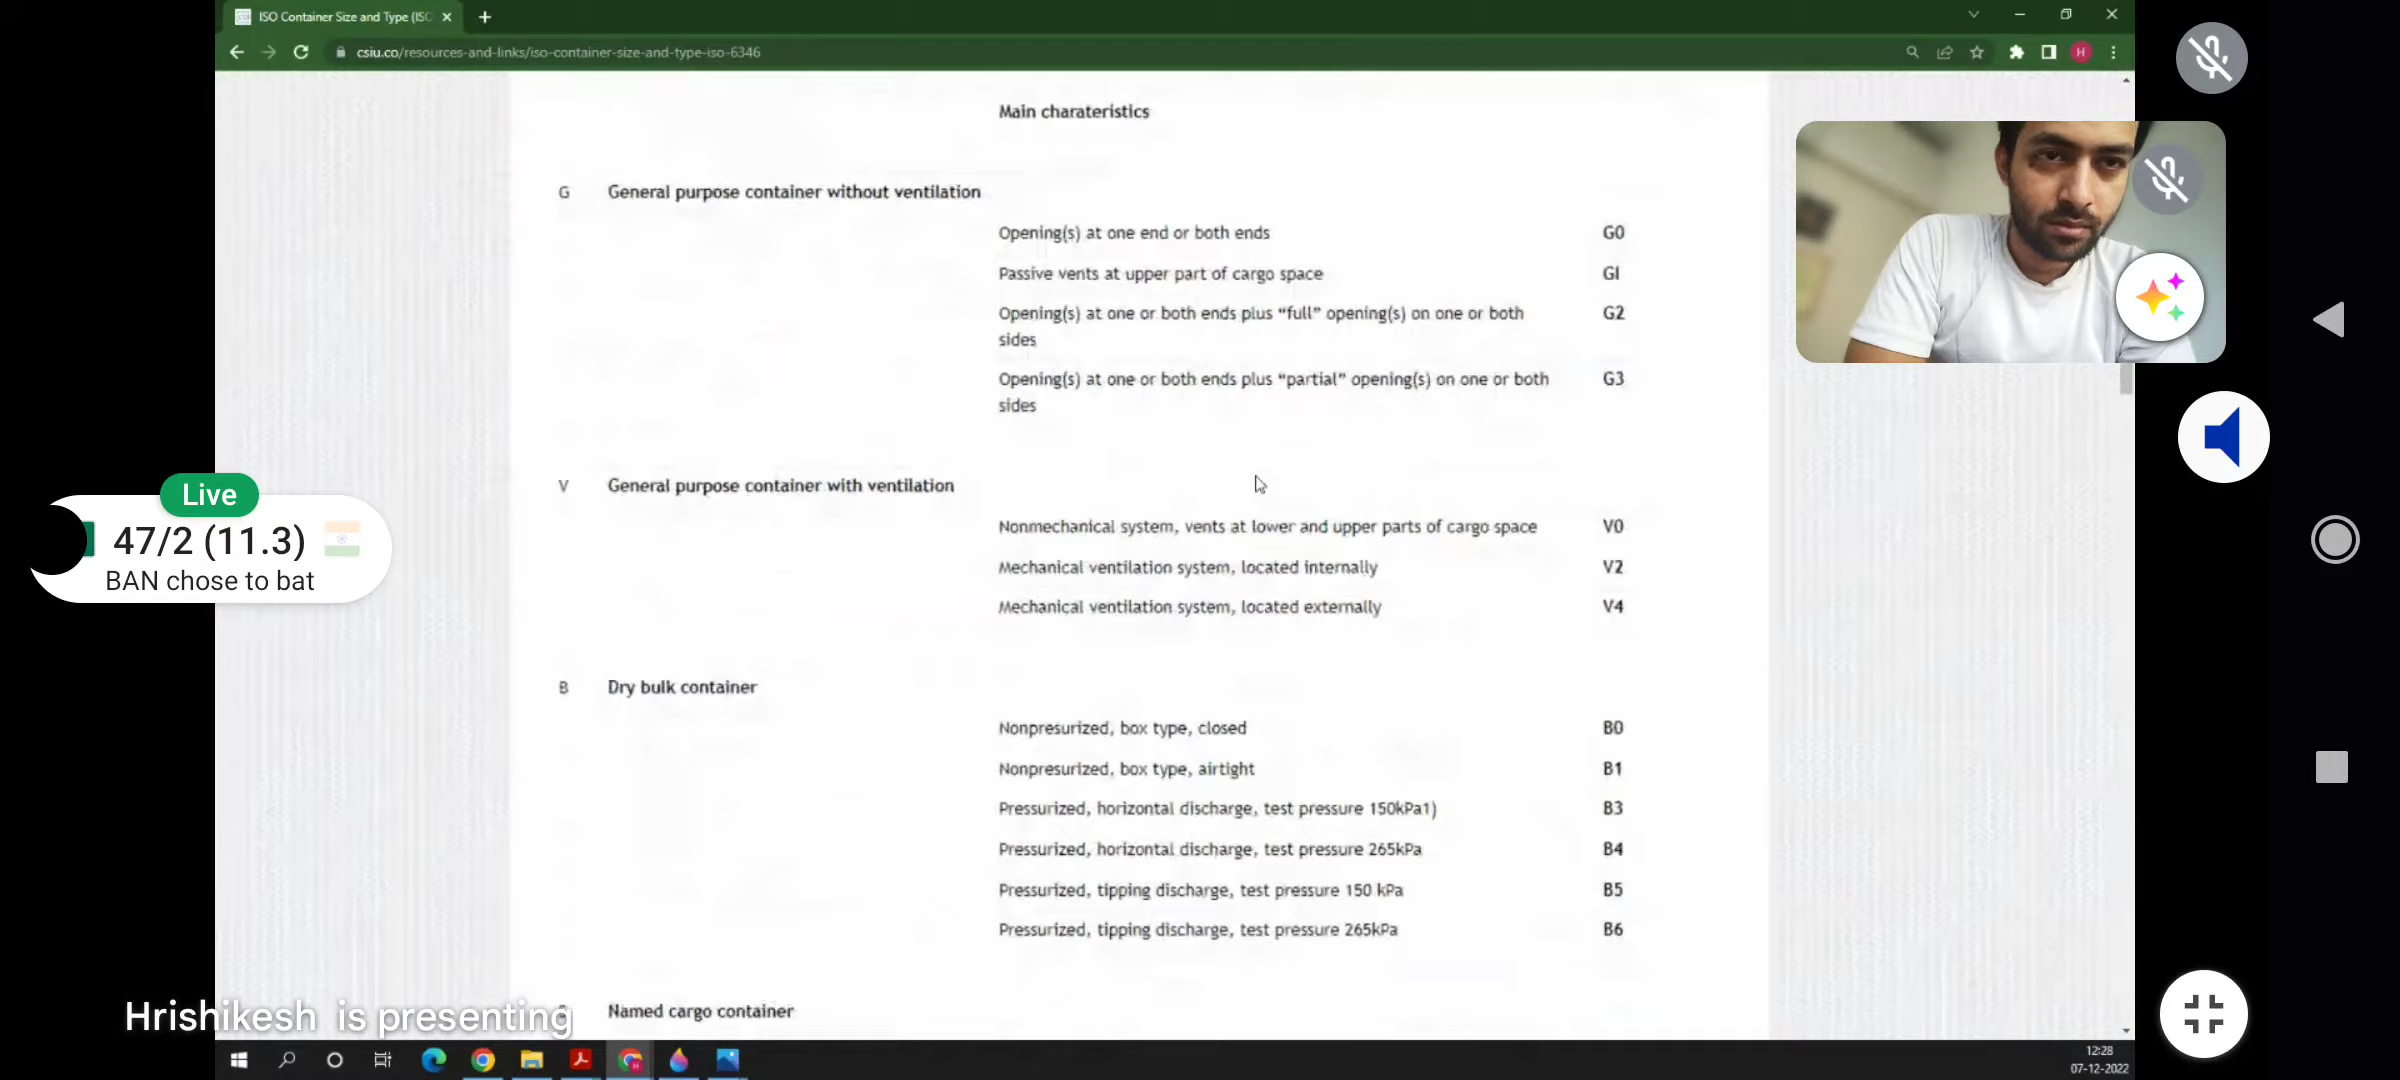 ISO Container Size and Type (ISC
csiu.co/resources-and-links/iso-container-size-and-type-iso-6346
H
Main charateristics
G General purpose container without ventilation
Opening(s) at one end or both ends G0
Passive vents at upper part of cargo space GI
Opening(s) at one or both ends plus “full” opening(s) on one or both G2
sides
Opening(s) at one or both ends plus “partial” opening(s) on one or both G3
sides
V General purpose container with ventilation
Nonmechanical system, vents at lower and upper parts of cargo space V0
Mechanical ventilation system, located internally V2
Mechanical ventilation system, located externally V4
B Dry bulk container
Nonpresurized, box type, closed B0
Nonpresurized, box type, airtight B1
Pressurized, horizontal discharge, test pressure 150kPa1) B3
Pressurized, horizontal discharge, test pressure 265kPa B4
Pressurized, tipping discharge, test pressure 150 kPa B5
Pressurized, tipping discharge, test pressure 265kPa B6
Named cargo container
Live
47/2 (11.3)
BAN chose to bat
Hrishikesh is presenting
12:28
07-12-2022